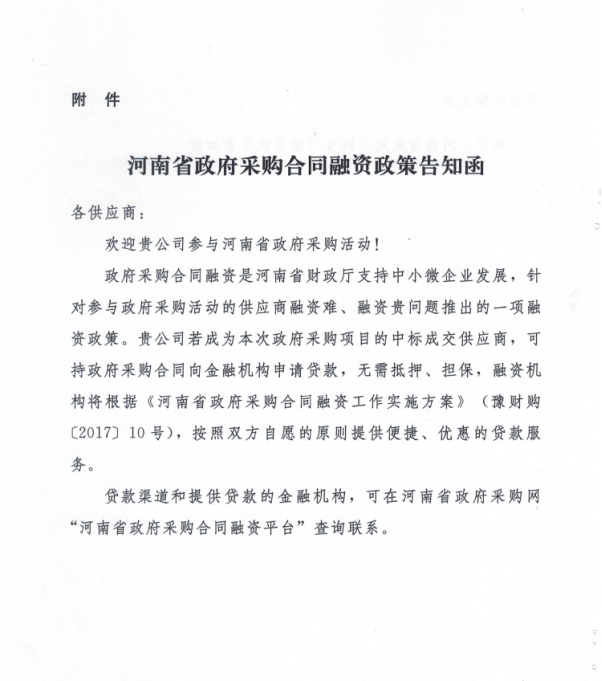 附 件
河南省政府采购合同融资政策告知函
各供应商：
欢迎贵公司参与河南省政府采购活动！
政府采购合同融资是河南省财政厅支持中小微企业发展，针
对参与政府采购活动的供应商融资难、融资贵问题推出的一项融
资政策。贵公司若成为本次政府采购项目的中标成交供应商，可
持政府采购合同向金融机构申请贷款，无需抵押、担保，融资机
构将根据《河南省政府采购合同融资工作实施方案》（豫财购
〔2017〕10 号），按照双方自愿的原则提供便捷、优惠的贷款服
务。
贷款渠道和提供贷款的金融机构，可在河南省政府采购网
“河南省政府采购合同融资平台”查询联系。